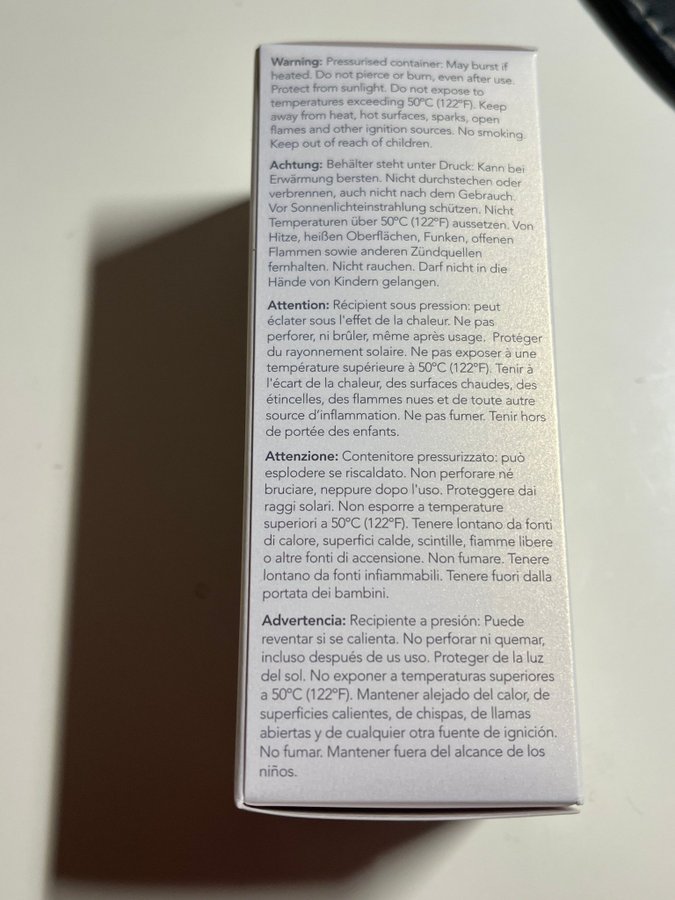 Warning: Pressurised container: May burst if
heated. Do not pierce or burn, even after use.
Protect from sunlight. Do not expose to
temperatures exceeding 50ºC (122ºF). Keep
away from heat, hot surfaces, sparks, open
flames and other ignition sources. No smoking.
Keep out of reach of children.
Achtung: Behälter steht unter Druck: Kann bei
Erwärmung bersten. Nicht durchstechen oder
verbrennen, auch nicht nach dem Gebrauch.
Vor Sonnenlichteinstrahlung schützen. Nicht
Temperaturen über 50ºC (122ºF) aussetzen. Von
Hitze, heißen Oberflächen, Funken, offenen
Flammen sowie anderen Zündquellen
fernhalten. Nicht rauchen. Darf nicht in die
Hände von Kindern gelangen.
Attention: Récipient sous pression: peut
éclater sous l'effet de la chaleur. Ne pas
perforer, ni brûler, même après usage. Protéger
du rayonnement solaire. Ne pas exposer à une
température supérieure à 50ºC (122ºF). Tenir à
l'écart de la chaleur, des surfaces chaudes, des
étincelles, des flammes nues et de toute autre
source d'inflammation. Ne pas fumer. Tenir hors
de portée des enfants.
Attenzione: Contenitore pressurizzato: può
esplodere se riscaldato. Non perforare né
bruciare, neppure dopo l'uso. Proteggere dai
raggi solari. Non esporre a temperature
superiori a 50ºC (122ºF). Tenere lontano da fonti
di calore, superfici calde, scintille, fiamme libere
o altre fonti di accensione. Non fumare. Tenere
lontano da fonti infiammabili. Tenere fuori dalla
portata dei bambini.
Advertencia: Recipiente a presión: Puede
reventar si se calienta. No perforar ni quemar,
incluso después de us uso. Proteger de la luz
del sol. No exponer a temperaturas superiores
a 50ºC (122ºF). Mantener alejado del calor, de
superficies calientes, de chispas, de llamas
abiertas y de cualquier otra fuente de ignición.
No fumar. Mantener fuera del alcance de los
niños.